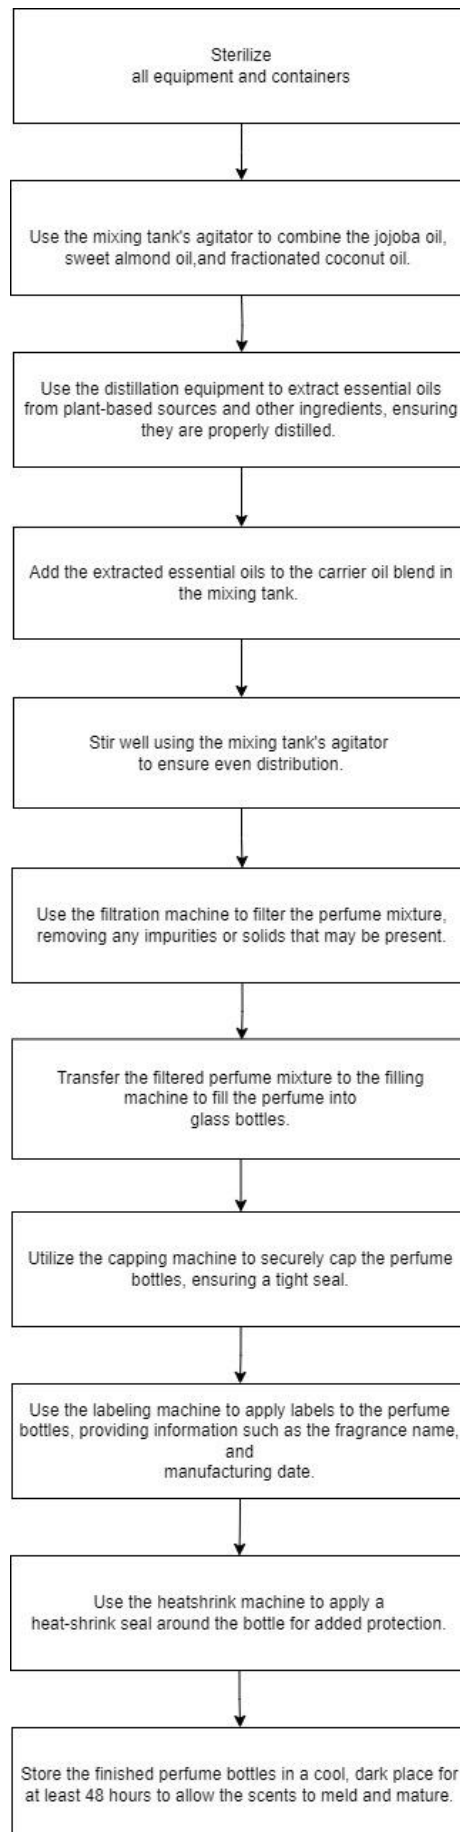 Sterilize
all equipment and containers
Use the mixing tank's agitator to combine the jojoba oil,
sweet almond oil,and fractionated coconut oil.
Use the distillation equipment to extract essential oils
from plant-based sources and other ingredients, ensuring
they are properly distilled.
Add the extracted essential oils to the carrier oil blend in
the mixing tank.
Stir well using the mixing tank's agitator
to ensure even distribution.
Use the filtration machine to filter the perfume mixture,
removing any impurities or solids that may be present.
Transfer the filtered perfume mixture to the filling
machine to fill the perfume into
glass bottles.
Utilize the capping machine to securely cap the perfume
bottles, ensuring a tight seal.
Use the labeling machine to apply labels to the perfume
bottles, providing information such as the fragrance name,
and
manufacturing date.
Use the heatshrink machine to apply a
heat-shrink seal around the bottle for added protection.
Store the finished perfume bottles in a cool, dark place for
at least 48 hours to allow the scents to meld and mature.